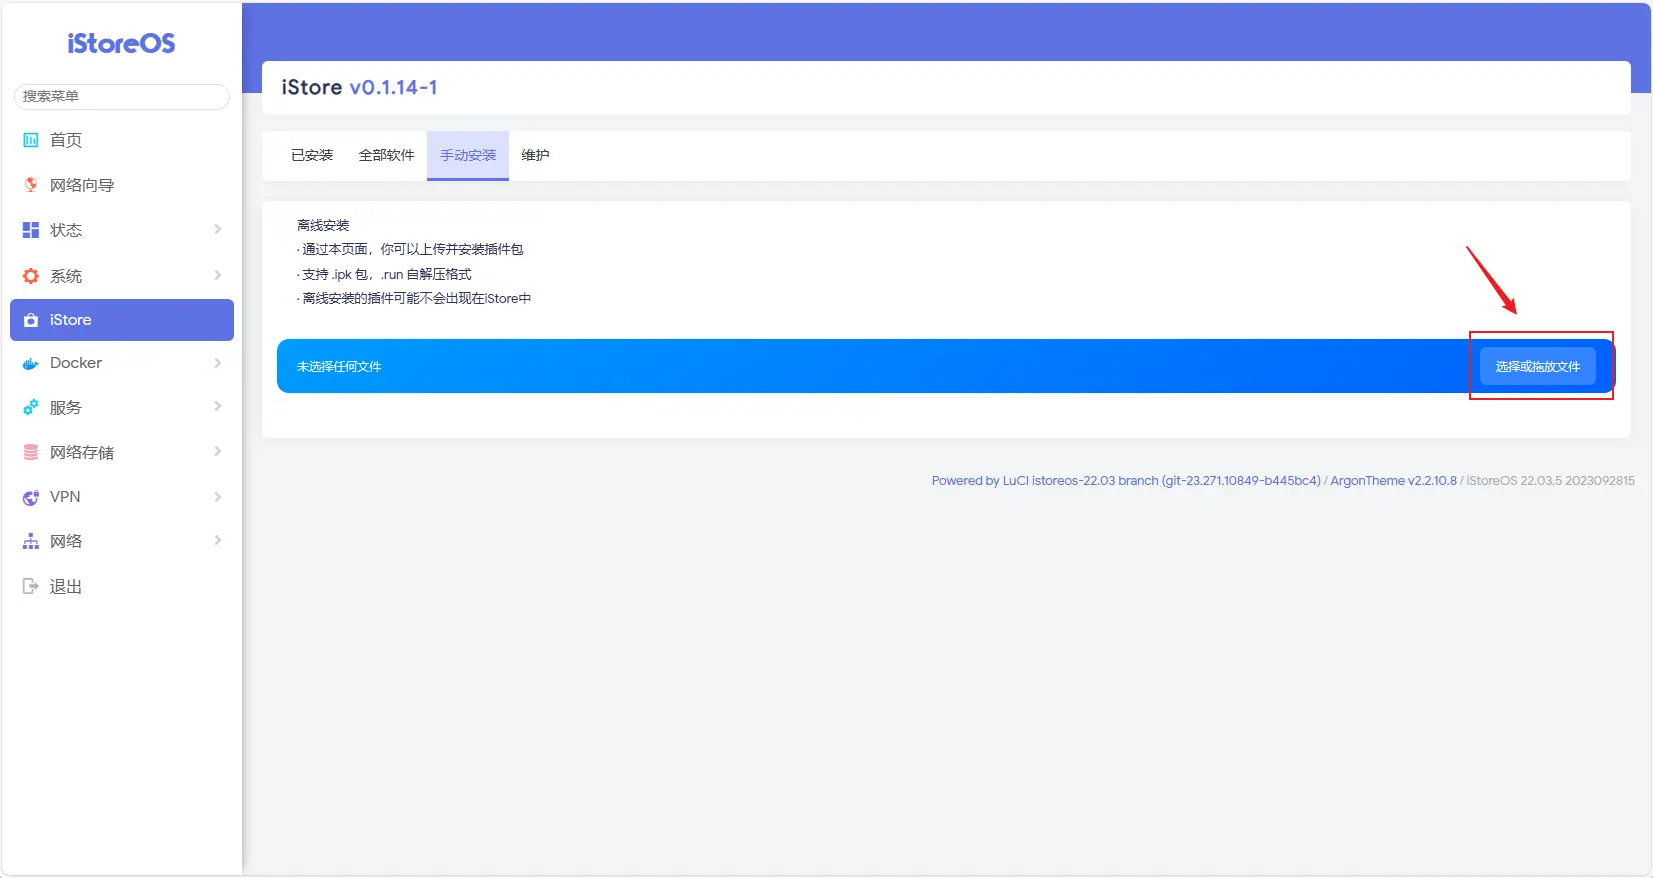 iStoreOS
搜索菜单
首页
网络向导
状态
系统
iStore
Docker
服务
网络存储
VPN
网络
退出
iStore v0.1.14-1
已安装 全部软件 手动安装 维护
离线安装
· 通过本页面，你可以上传并安装插件包
· 支持 .ipk 包，.run 自解压格式
· 离线安装的插件可能不会出现在iStore中
未选择任何文件 选择或拖放文件
Powered by LuCI istoreos-22.03 branch (git-23.271.10849-b445bc4) / ArgonTheme v2.2.10.8 / iStoreOS 22.03.5 2023092815